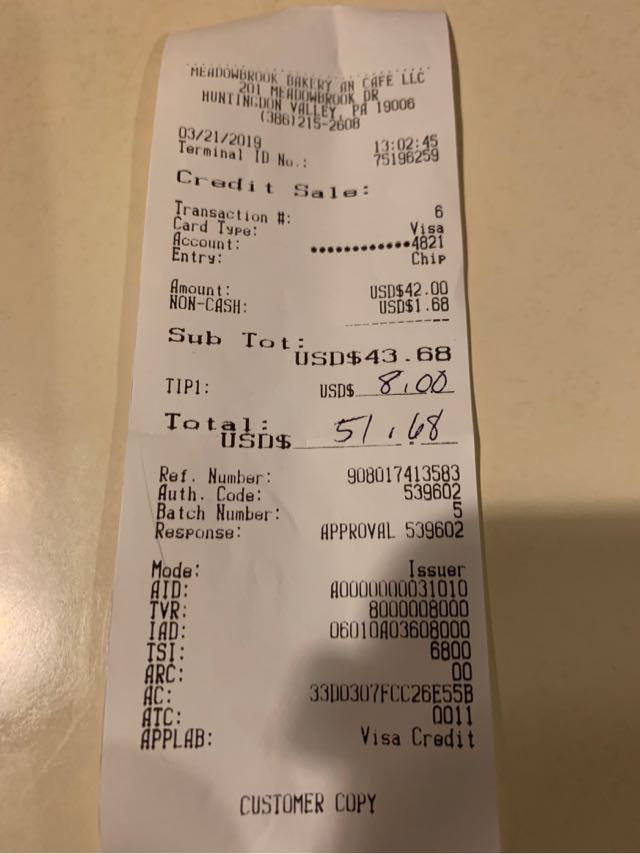 MEADOWBROOK BAKERY AN CAFE LLC
201 MEADOWBROOK DR
HUNTINGDON VALLEY, PA 19006
(386)215-2608
03/21/2019 13:02:45
Terminal ID No.: 75196259
Credit Sale:
Transaction #: 6
Card Type: Visa
Account: ••••••••••••4821
Entry: Chip
Amount: USD$42.00
NON-CASH: USD$1.68
Sub Tot:
USD$43.68
TIP1: USD$ 8.00
Total:
USD$ 51.68
Ref. Number: 908017413583
Auth. Code: 539602
Batch Number: 5
Response: APPROVAL 539602
Mode: Issuer
AID: A0000000031010
TVR: 8000008000
IAD: 06010A03608000
TSI: 6800
ARC: 00
AC: 33D0307FCC26E55B
ATC: 0011
APPLAB: Visa Credit
CUSTOMER COPY